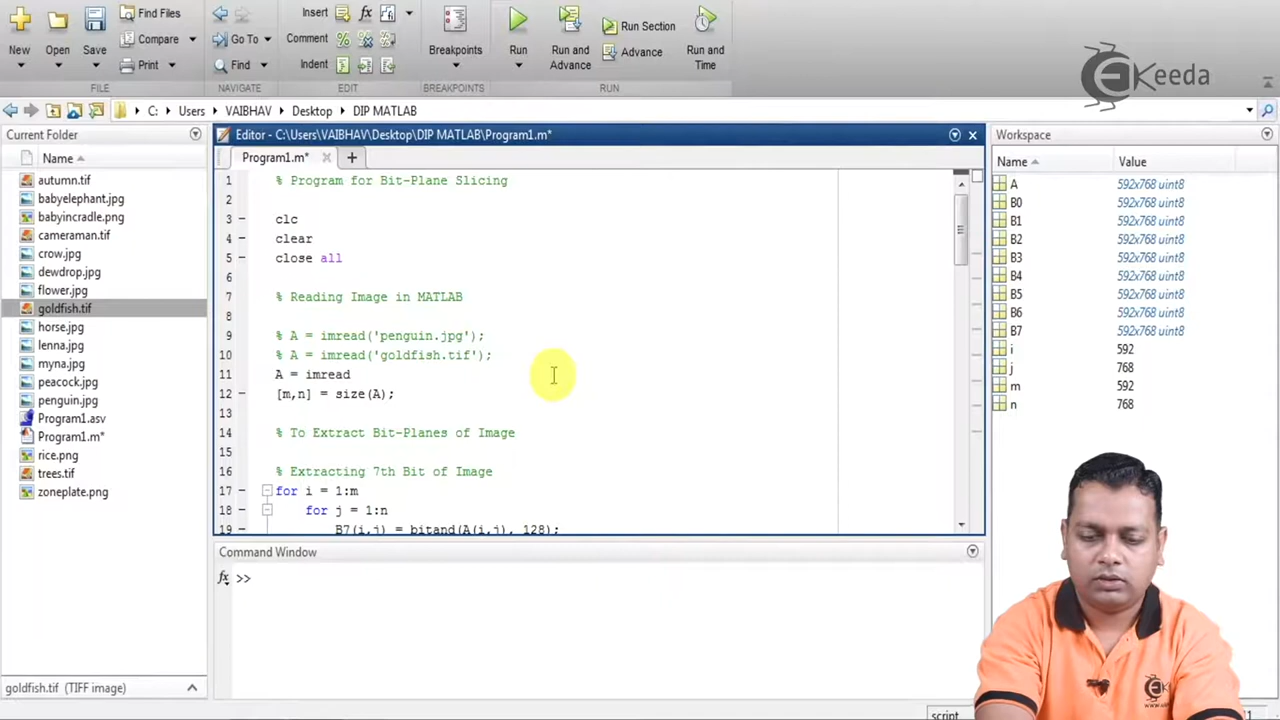 New
Open
Save
Find Files
Compare
Print
FILE
Go To
Find
NAVIGATE
Insert
fx
Comment
%
Indent
EDIT
Breakpoints
BREAKPOINTS
Run
Run and
Advance
Run Section
Advance
Run and
Time
RUN
Keeda
C: Users VAIBHAV Desktop DIP MATLAB
Current Folder
Name
autumn.tif
babyelephant.jpg
babyincradle.png
cameraman.tif
crow.jpg
dewdrop.jpg
flower.jpg
goldfish.tif
horse.jpg
lenna.jpg
myna.jpg
peacock.jpg
penguin.jpg
Program1.asv
Program1.m*
rice.png
trees.tif
zoneplate.png
goldfish.tif (TIFF image)
Editor - C:\Users\VAIBHAV\Desktop\DIP MATLAB\Program1.m*
Program1.m*
1 % Program for Bit-Plane Slicing
2
3 – clc
4 – clear
5 – close all
6
7 % Reading Image in MATLAB
8
9 % A = imread('penguin.jpg');
10 % A = imread('goldfish.tif');
11 – A = imread
12 – [m,n] = size(A);
13
14 % To Extract Bit-Planes of Image
15
16 % Extracting 7th Bit of Image
17 – for i = 1:m
18 – for j = 1:n
19 – B7(i,j) = bitand(A(i,j), 128);
Command Window
fx >>
Workspace
Name Value
A 592x768 uint8
B0 592x768 uint8
B1 592x768 uint8
B2 592x768 uint8
B3 592x768 uint8
B4 592x768 uint8
B5 592x768 uint8
B6 592x768 uint8
B7 592x768 uint8
i 592
j 768
m 592
n 768
script